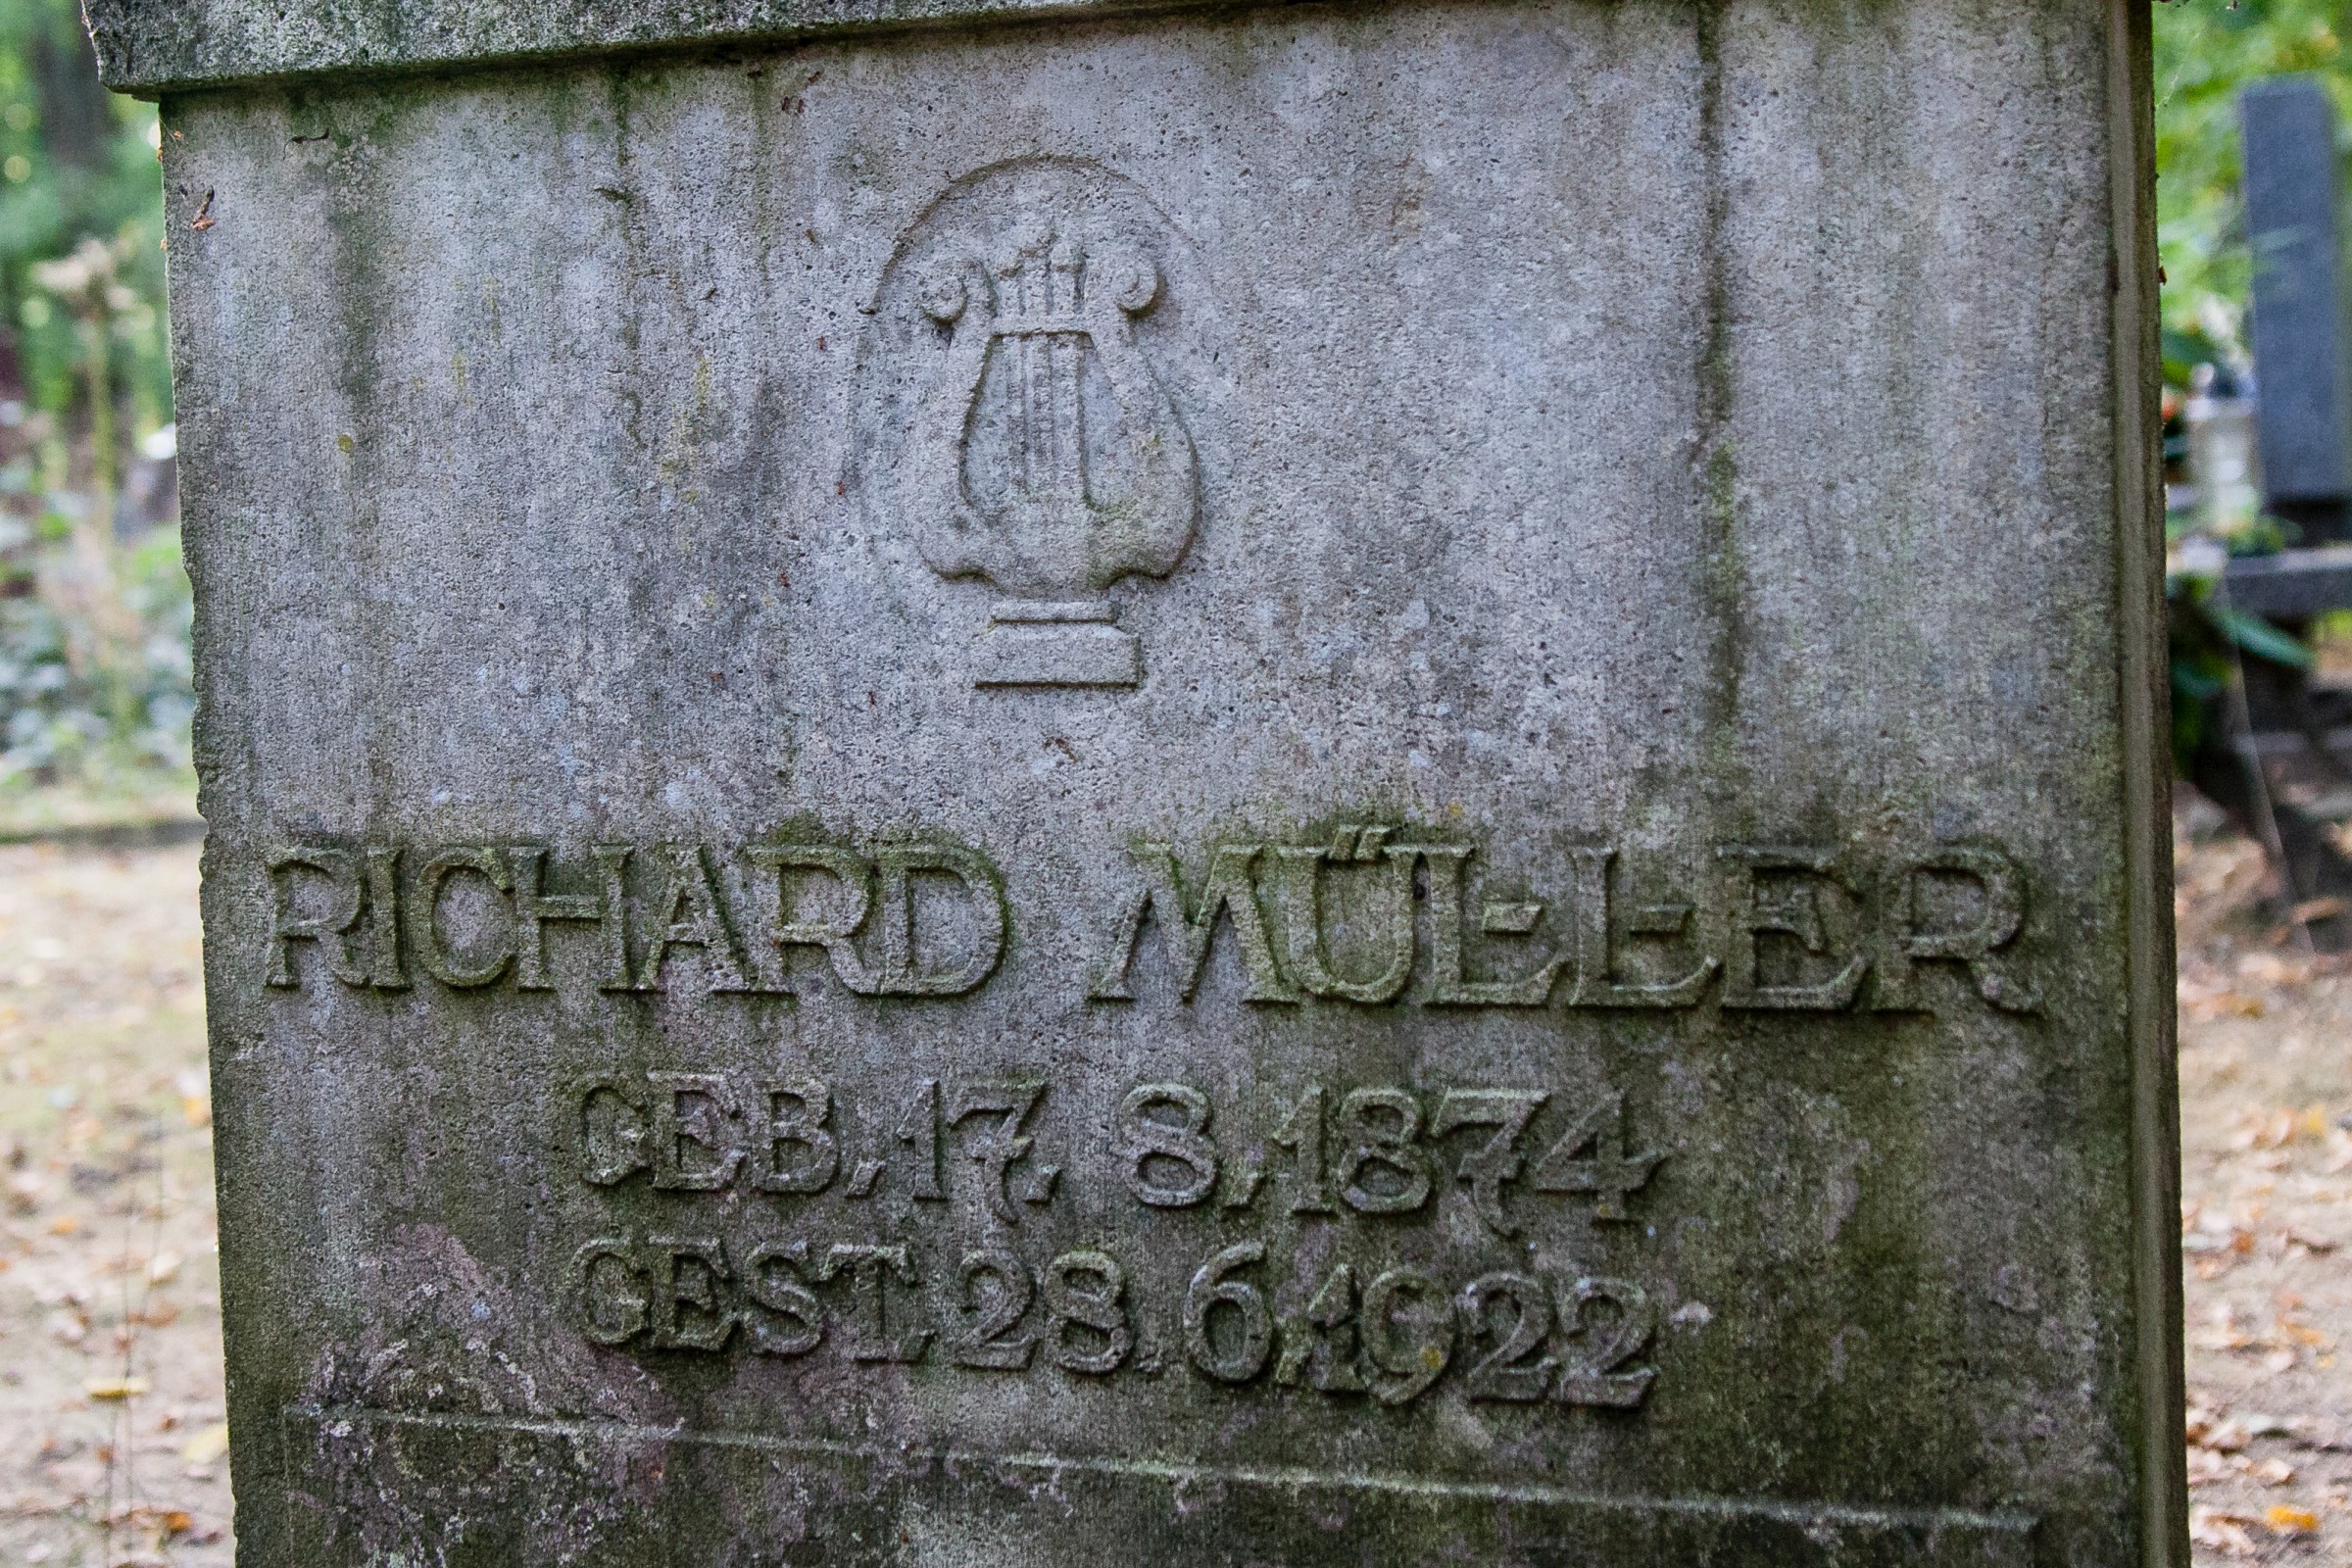 RICHARD MÜLLER
GEB. 17. 8. 1874
GEST. 28. 6. 1922